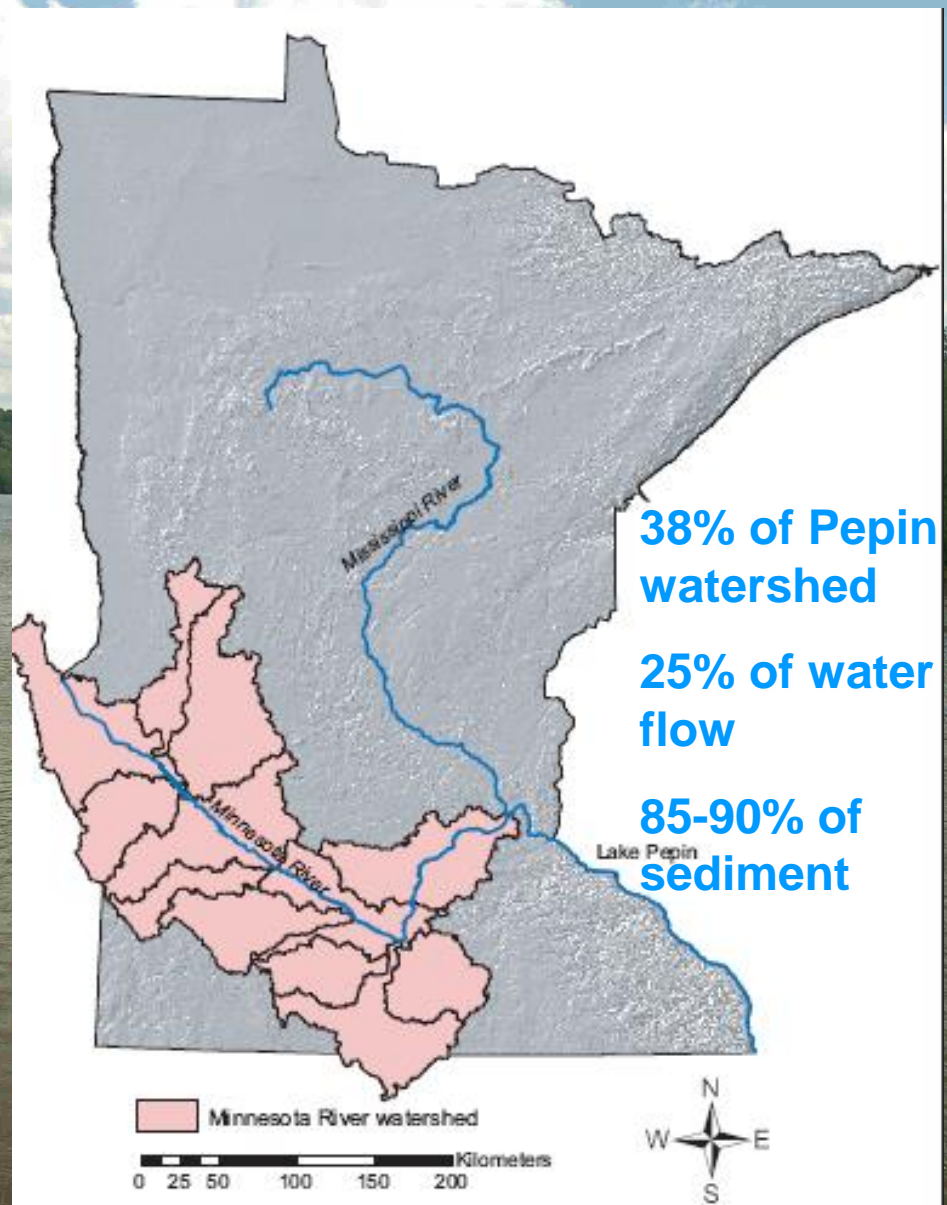 Mississippi River
38% of Pepin
watershed
25% of water
flow
85-90% of
Lake Pepin
sediment
Minnesota River
Minnesota River watershed
Kilometers
0 25 50 100 150 200
N
W E
S